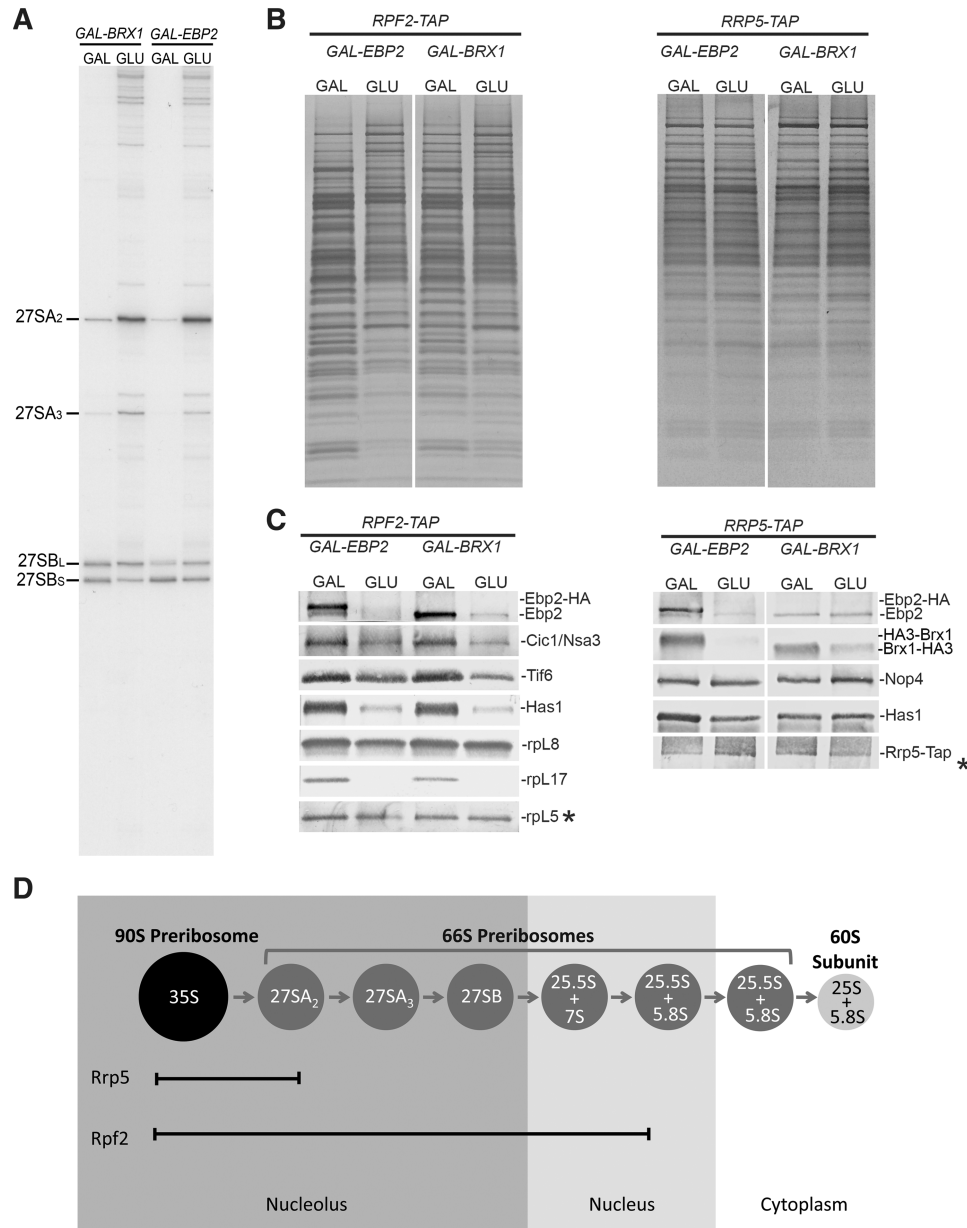 A
GAL-BRX1 GAL-EBP2
GAL GLU GAL GLU
27SA2
27SA3
27SBL
27SBS
B
RPF2-TAP
GAL-EBP2 GAL-BRX1
GAL GLU GAL GLU
RRP5-TAP
GAL-EBP2 GAL-BRX1
GAL GLU GAL GLU
C
RPF2-TAP
GAL-EBP2 GAL-BRX1
GAL GLU GAL GLU
-Ebp2-HA
-Ebp2
-Cic1/Nsa3
-Tif6
-Has1
-rpL8
-rpL17
-rpL5 *
RRP5-TAP
GAL-EBP2 GAL-BRX1
GAL GLU GAL GLU
-Ebp2-HA
-Ebp2
-HA3-Brx1
-Brx1-HA3
-Nop4
-Has1
-Rrp5-Tap
*
D
90S Preribosome
66S Preribosomes
60S
Subunit
35S
27SA2
27SA3
27SB
25.5S
+
7S
25.5S
+
5.8S
25.5S
+
5.8S
25S
+
5.8S
Rrp5
Rpf2
Nucleolus
Nucleus
Cytoplasm